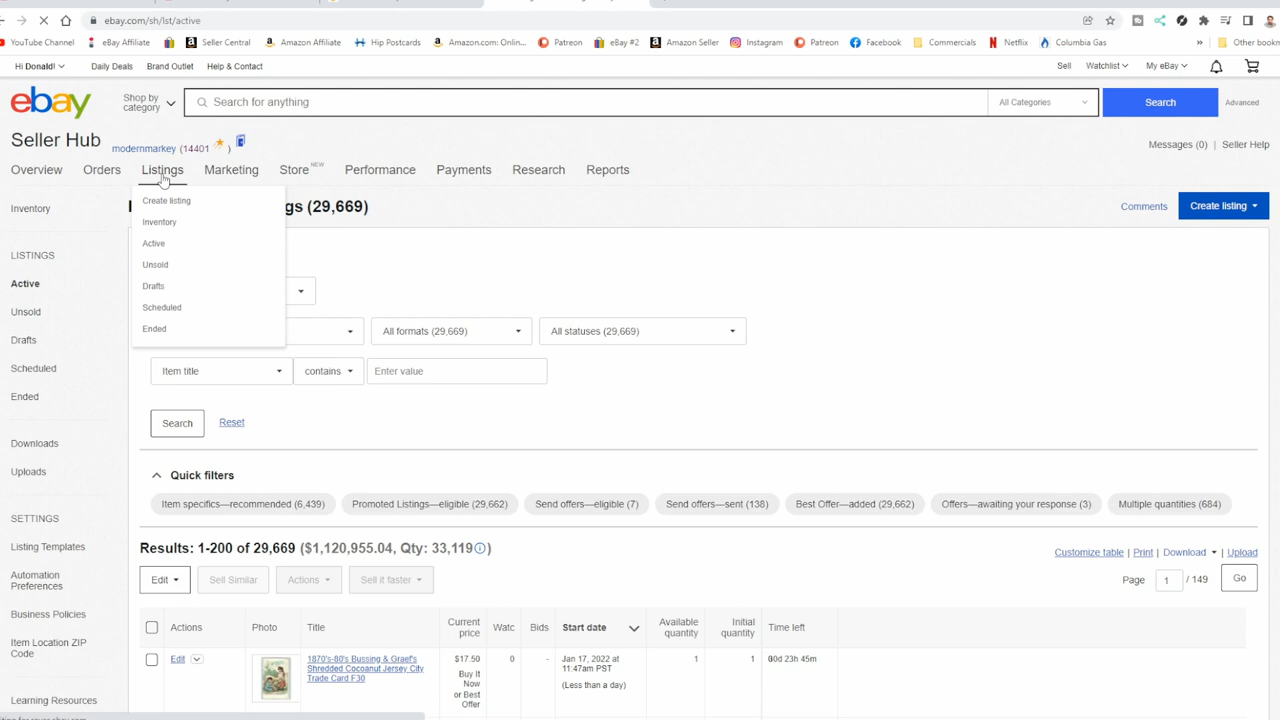 ebay.com/sh/lst/active
YouTube Channel eBay Affiliate Seller Central Amazon Affiliate Hip Postcards Amazon.com: Onlin... Patreon eBay #2 Amazon Seller Instagram Patreon Facebook Commercials Netflix Columbia Gas » Other bookm
Hi Donald! Daily Deals Brand Outlet Help & Contact Sell Watchlist My eBay
ebay Shop by category Search for anything All Categories Search Advanced
Seller Hub modernmarkey (14401 ) Messages (0) | Seller Help
Overview Orders Listings Marketing Store NEW Performance Payments Research Reports
Inventory
LISTINGS
Active
Unsold
Drafts
Scheduled
Ended
Downloads
Uploads
SETTINGS
Listing Templates
Automation
Preferences
Business Policies
Item Location ZIP
Code
Learning Resources
Create listing
Inventory
Active
Unsold
Drafts
Scheduled
Ended
gs (29,669) Comments Create listing
All formats (29,669) All statuses (29,669)
Item title contains Enter value
Search Reset
Quick filters
Item specifics—recommended (6,439) Promoted Listings—eligible (29,662) Send offers—eligible (7) Send offers—sent (138) Best Offer—added (29,662) Offers—awaiting your response (3) Multiple quantities (684)
Results: 1-200 of 29,669 ($1,120,955.04, Qty: 33,119) Customize table | Print | Download | Upload
Edit Sell Similar Actions Sell it faster Page 1 / 149 Go
Actions Photo Title Current price Watc Bids Start date Available quantity Initial quantity Time left
Edit 1870's-80's Bussing & Graef's $17.50 0 - Jan 17, 2022 at 1 1 00d 23h 45m
Shredded Cocoanut Jersey City Buy It 11:47am PST
Trade Card F30 Now (Less than a day)
or Best
Offer